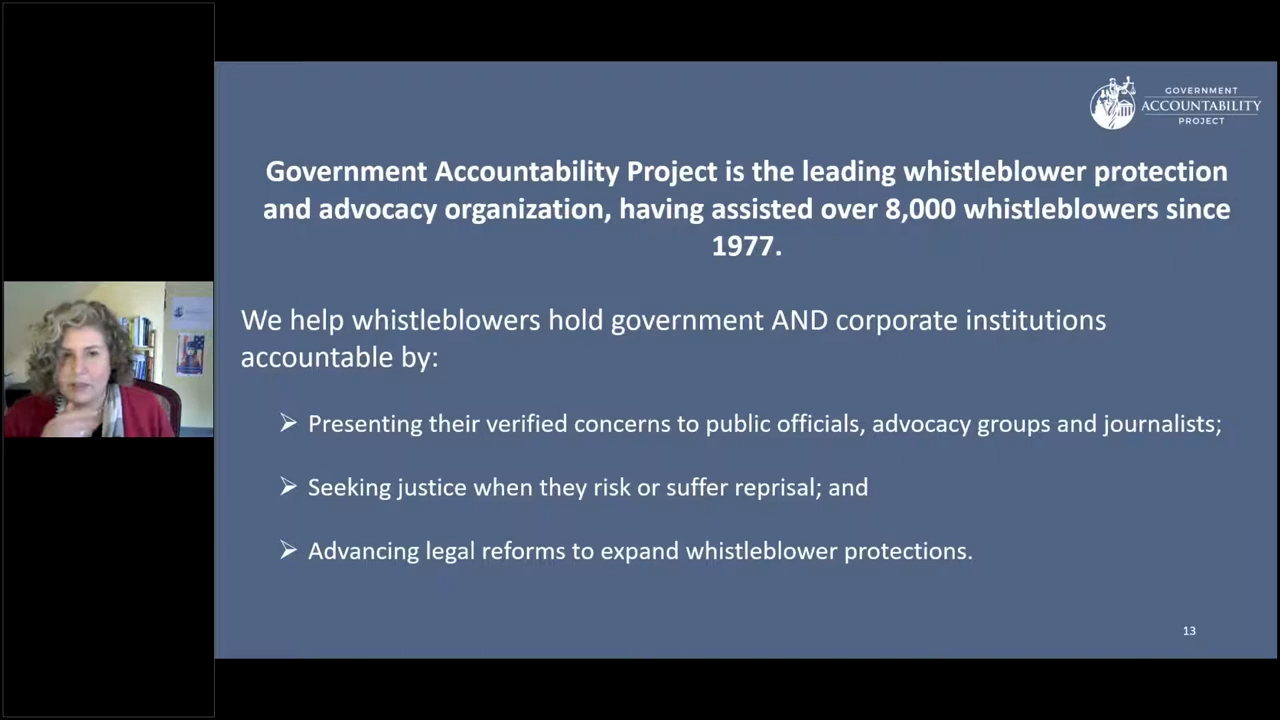 GOVERNMENT
ACCOUNTABILITY
PROJECT
Government Accountability Project is the leading whistleblower protection
and advocacy organization, having assisted over 8,000 whistleblowers since
1977.
We help whistleblowers hold government AND corporate institutions
accountable by:
➢ Presenting their verified concerns to public officials, advocacy groups and journalists;
➢ Seeking justice when they risk or suffer reprisal; and
➢ Advancing legal reforms to expand whistleblower protections.
13